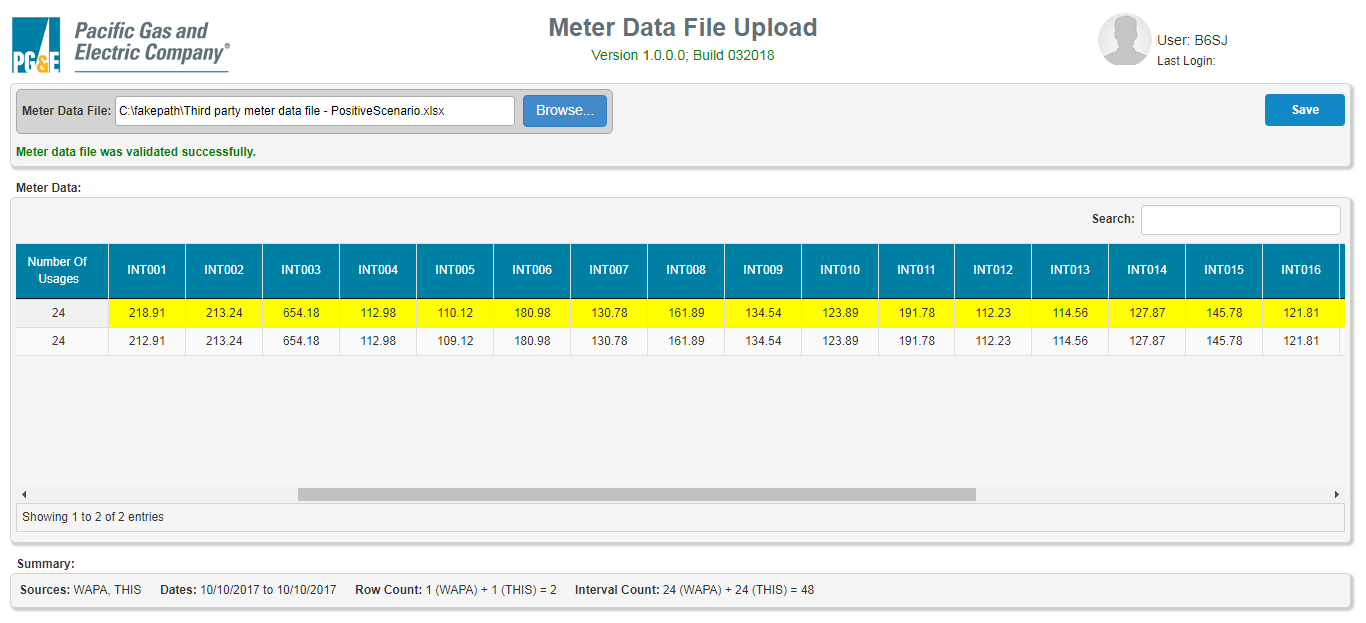 Pacific Gas and
Electric Company®
PG&E
Meter Data File Upload
Version 1.0.0.0; Build 032018
User: B6SJ
Last Login:
Meter Data File: C:\fakepath\Third party meter data file - PositiveScenario.xlsx Browse... Save
Meter data file was validated successfully.
Meter Data:
Search:
Number Of Usages INT001 INT002 INT003 INT004 INT005 INT006 INT007 INT008 INT009 INT010 INT011 INT012 INT013 INT014 INT015 INT016
24 218.91 213.24 654.18 112.98 110.12 180.98 130.78 161.89 134.54 123.89 191.78 112.23 114.56 127.87 145.78 121.81
24 212.91 213.24 654.18 112.98 109.12 180.98 130.78 161.89 134.54 123.89 191.78 112.23 114.56 127.87 145.78 121.81
Showing 1 to 2 of 2 entries
Summary:
Sources: WAPA, THIS Dates: 10/10/2017 to 10/10/2017 Row Count: 1 (WAPA) + 1 (THIS) = 2 Interval Count: 24 (WAPA) + 24 (THIS) = 48